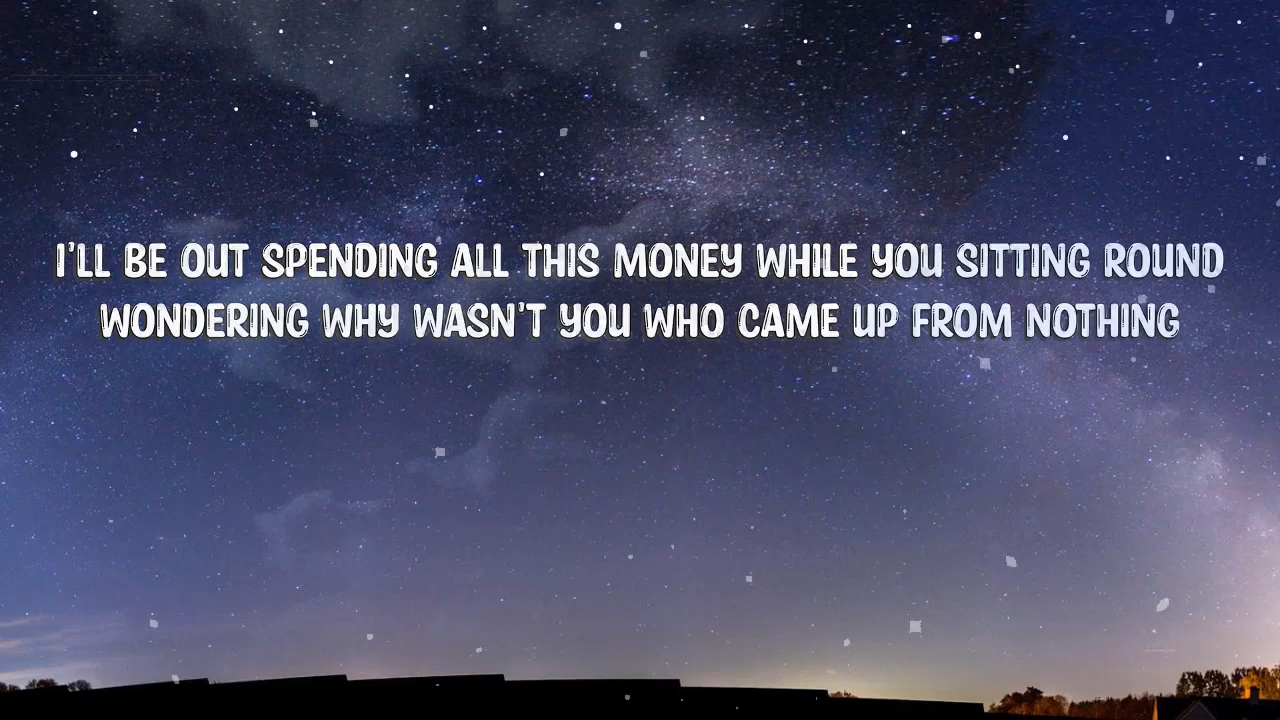 I'LL BE OUT SPENDING ALL THIS MONEY WHILE YOU SITTING ROUND
WONDERING WHY WASN'T YOU WHO CAME UP FROM NOTHING